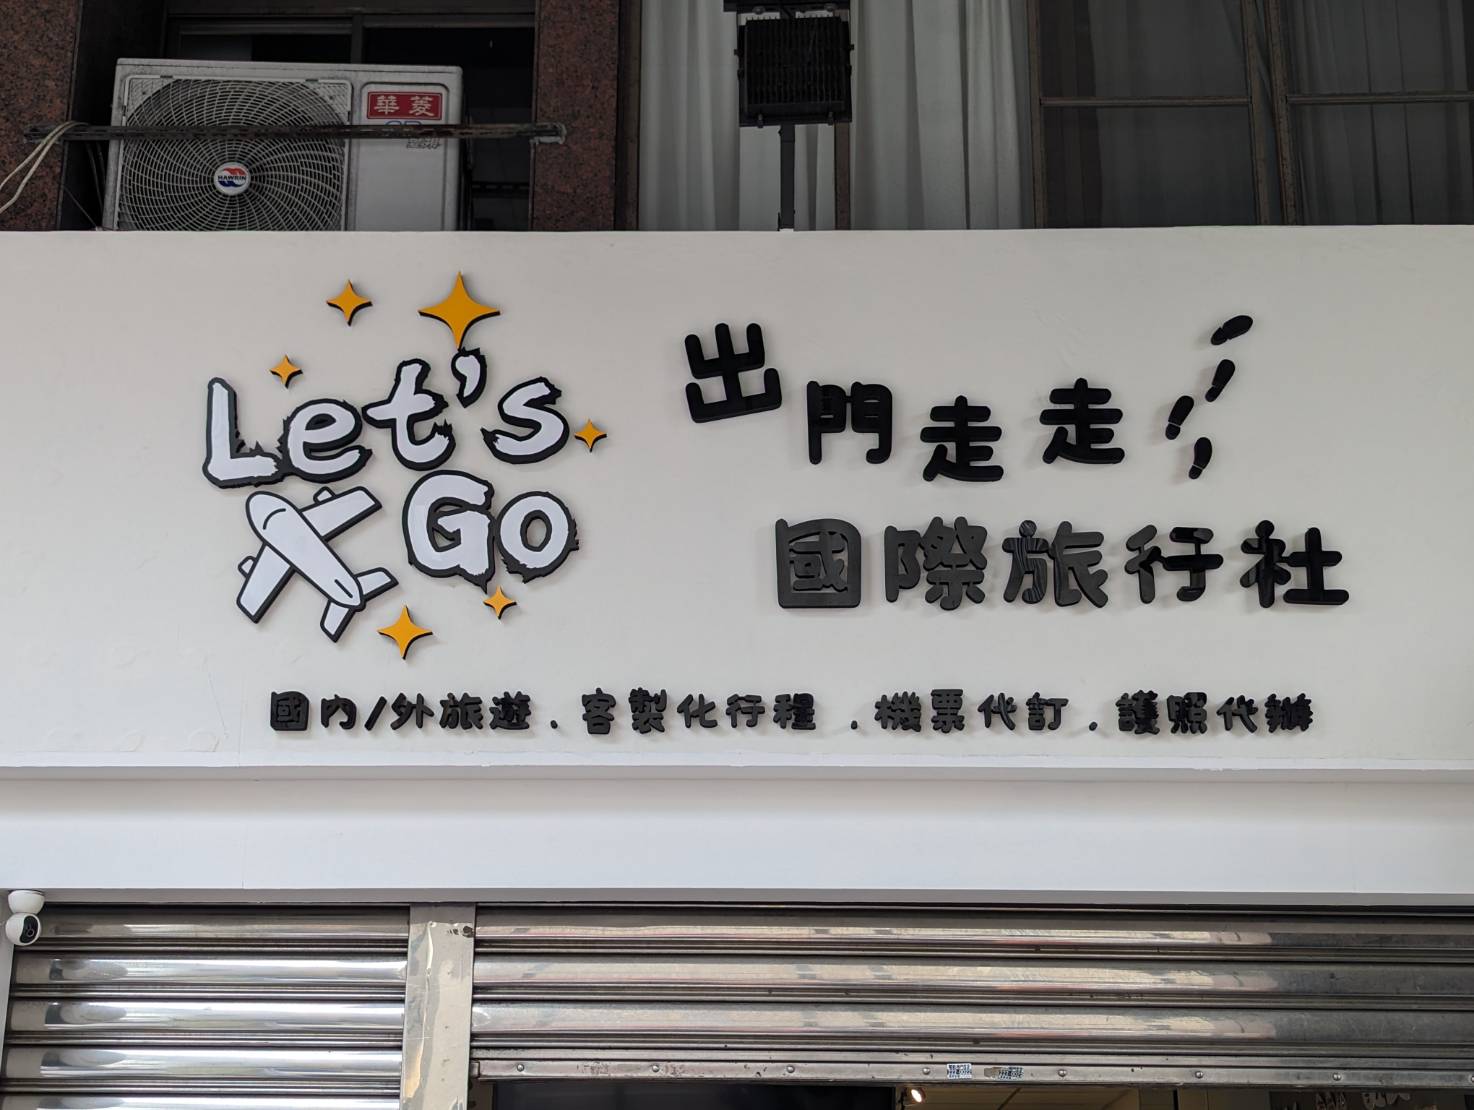 華菱
HAWRIN
Let's
Go
出門走走
國際旅行社
國內/外旅遊.客製化行程.機票代訂.護照代辦